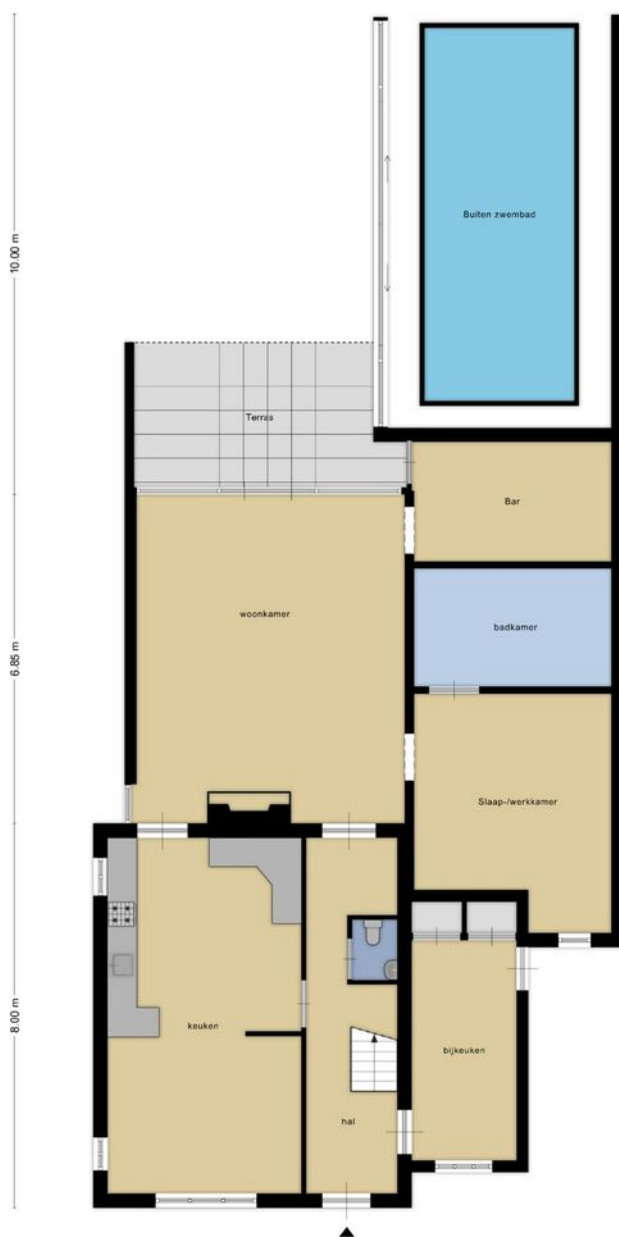 Buiten zwembad
10.00 m
Terras
Bar
woonkamer
badkamer
6.85 m
Slaap-/werkkamer
keuken
8.00 m
bijkeuken
hal